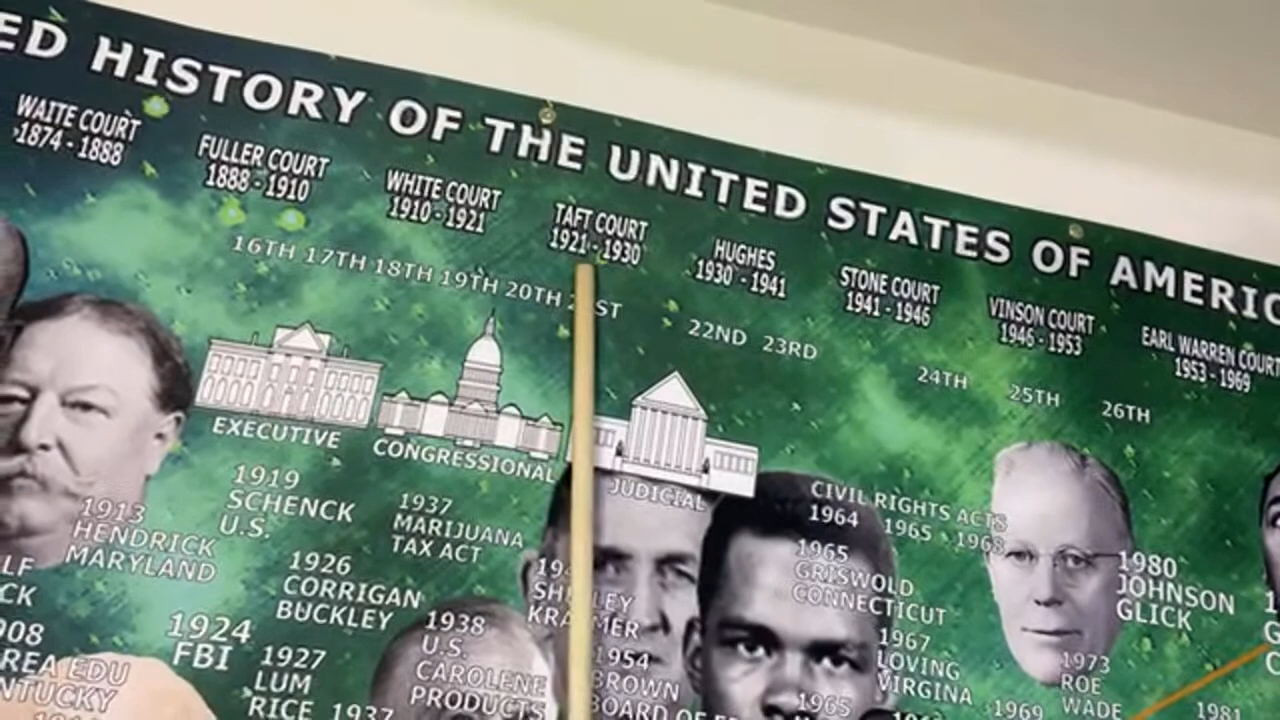 ED HISTORY OF THE UNITED STATES OF AMERIC
WAITE COURT
1874 - 1888
FULLER COURT
1888 - 1910
WHITE COURT
1910 - 1921
TAFT COURT
1921 - 1930
HUGHES
1930 - 1941
STONE COURT
1941 - 1946
VINSON COURT
1946 - 1953
EARL WARREN COURT
1953 - 1969
16TH 17TH 18TH 19TH 20TH
22ND 23RD
24TH 25TH 26TH
EXECUTIVE
CONGRESSIONAL
JUDICIAL
1913
HENDRICK
MARYLAND
1919
SCHENCK
U.S.
1937
MARIJUANA
TAX ACT
CIVIL RIGHTS ACTS
1964 1965 - 1968
1926
CORRIGAN
BUCKLEY
1965
GRISWOLD
CONNECTICUT
1980
JOHNSON
GLICK
1924
FBI
1927
LUM
RICE
1937
1938
U.S.
CAROLENE
PRODUCTS
1954
BROWN
1967
LOVING
VIRGINA
1965
1969
1973
ROE
WADE
1981